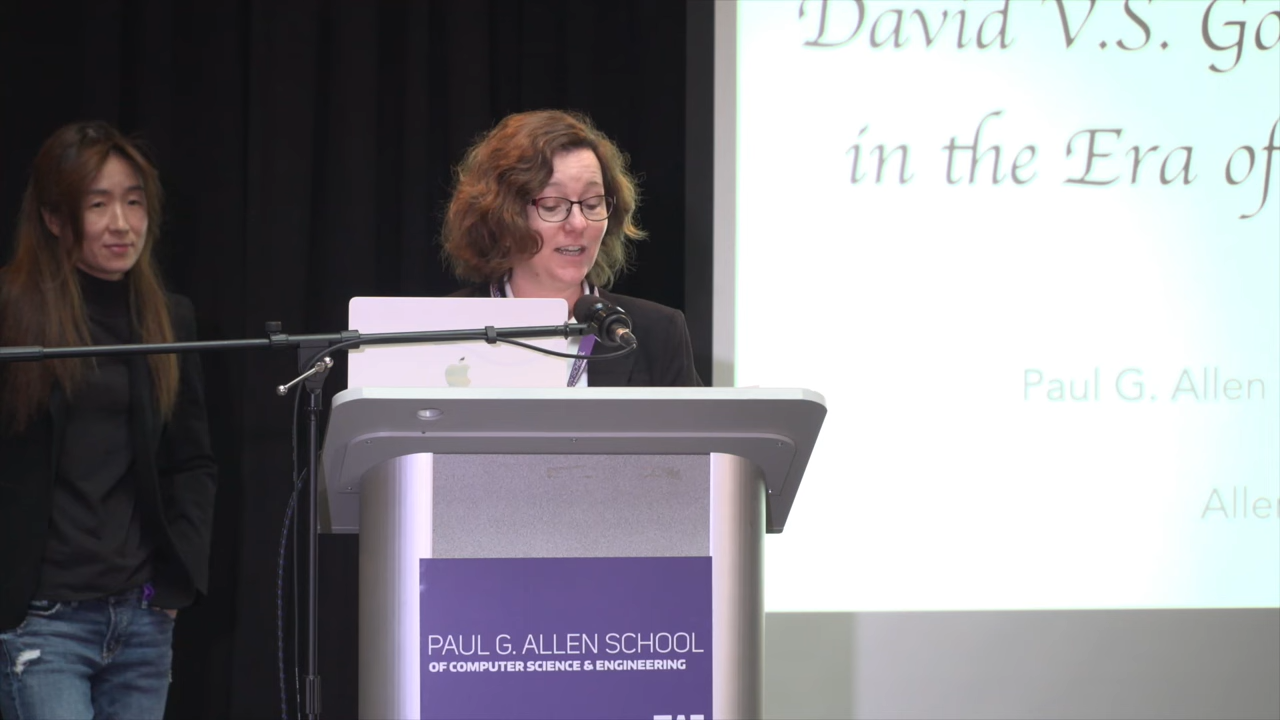 David V.S. Go
in the Era of
Paul G. Allen
Allen
PAUL G. ALLEN SCHOOL
OF COMPUTER SCIENCE & ENGINEERING